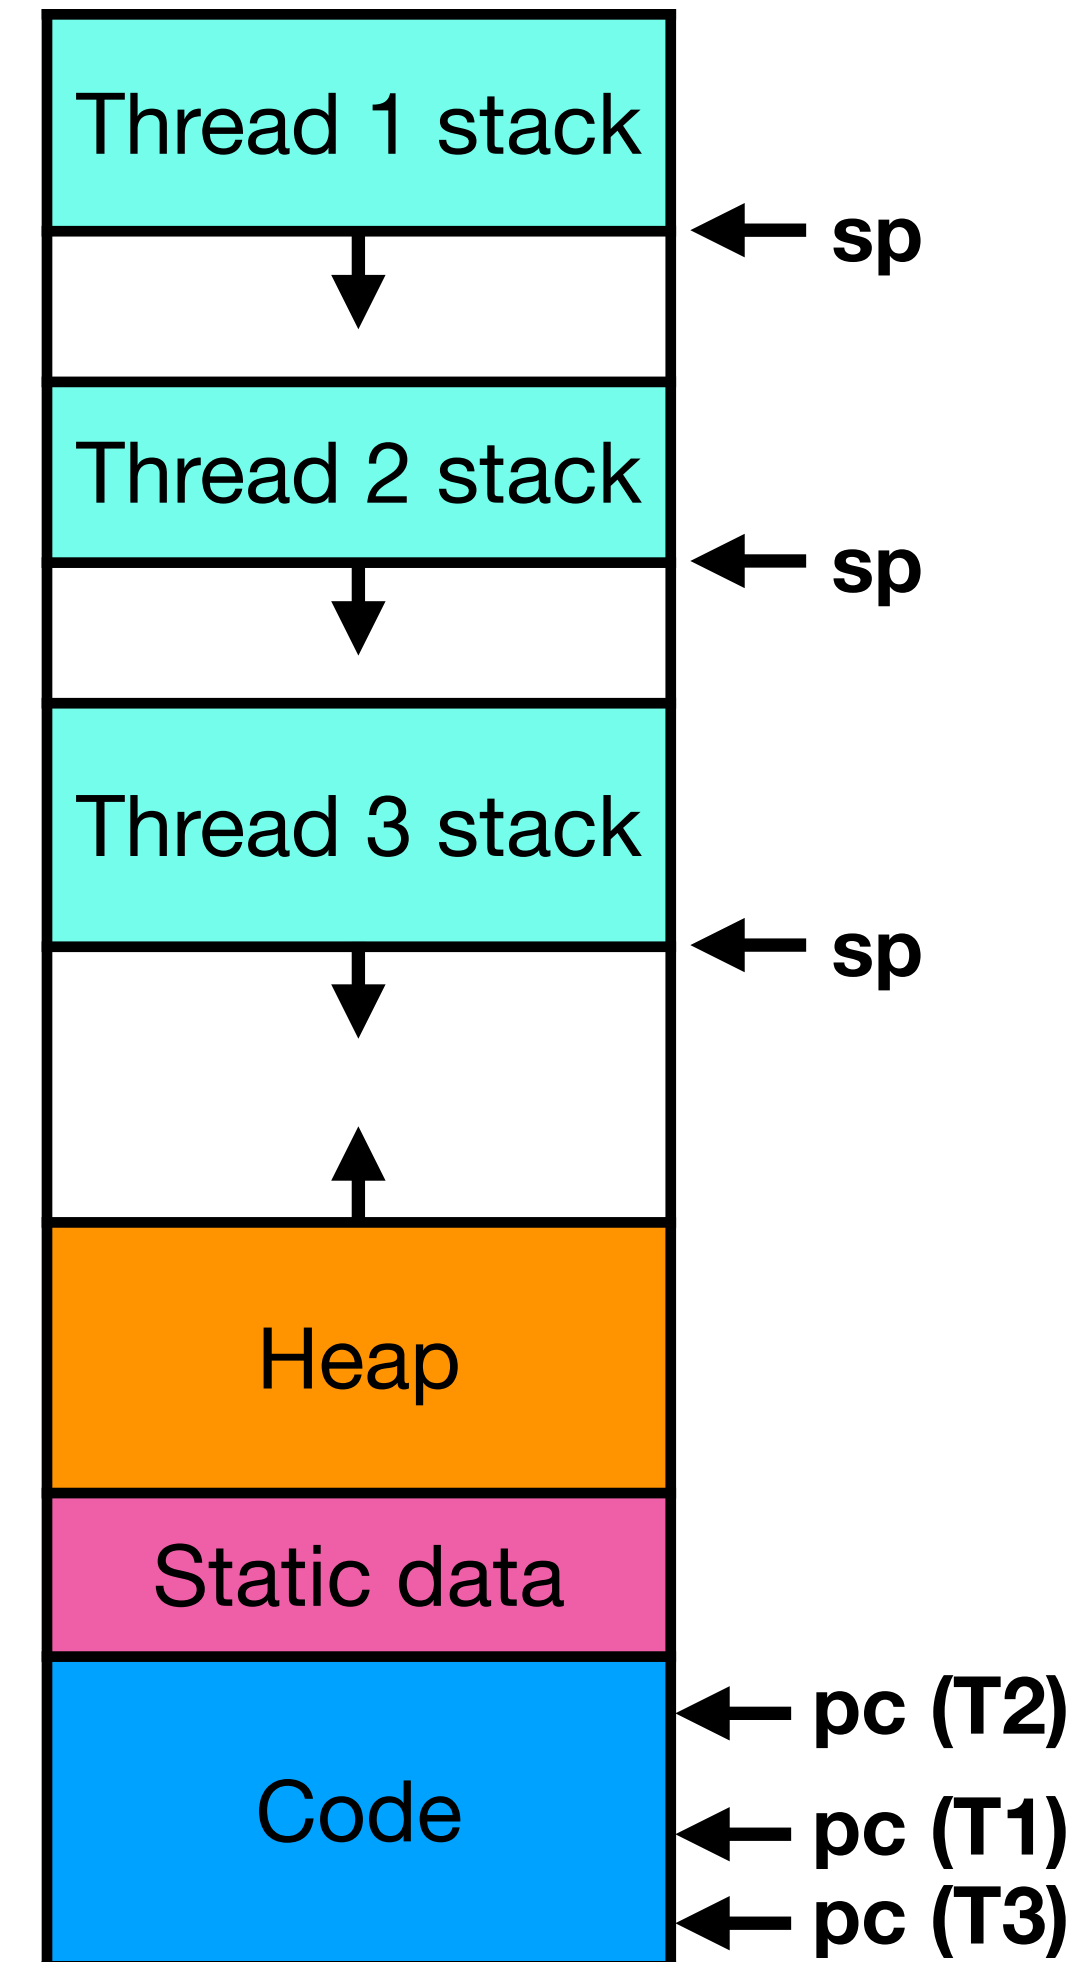 Thread 1 stack
sp
Thread 2 stack
sp
Thread 3 stack
sp
Heap
Static data
pc (T2)
Code
pc (T1)
pc (T3)